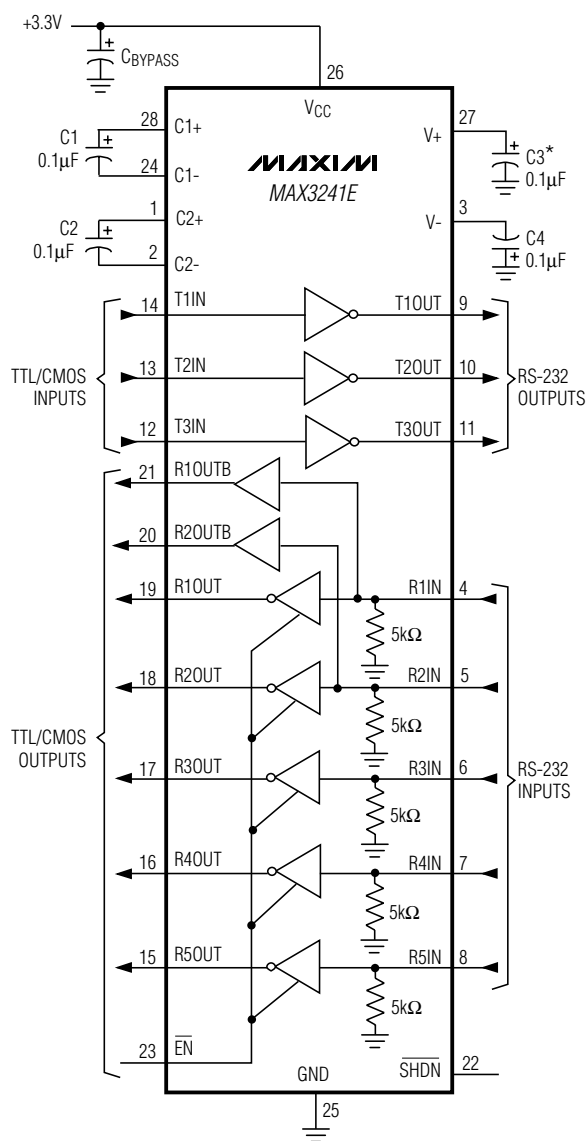 +3.3V
CBYPASS
26
VCC
28
C1+
C1
0.1µF
24
C1-
1
C2+
C2
0.1µF
2
C2-
MAXIM
MAX3241E
27
V+
C3*
0.1µF
3
V-
C4
0.1µF
TTL/CMOS
INPUTS
14
T1IN
T1OUT
9
13
T2IN
T2OUT
10
12
T3IN
T3OUT
11
RS-232
OUTPUTS
21
R1OUTB
20
R2OUTB
19
R1OUT
R1IN
4
5kΩ
18
R2OUT
R2IN
5
5kΩ
TTL/CMOS
OUTPUTS
17
R3OUT
R3IN
6
5kΩ
RS-232
INPUTS
16
R4OUT
R4IN
7
5kΩ
15
R5OUT
R5IN
8
5kΩ
23
EN
GND
25
SHDN
22